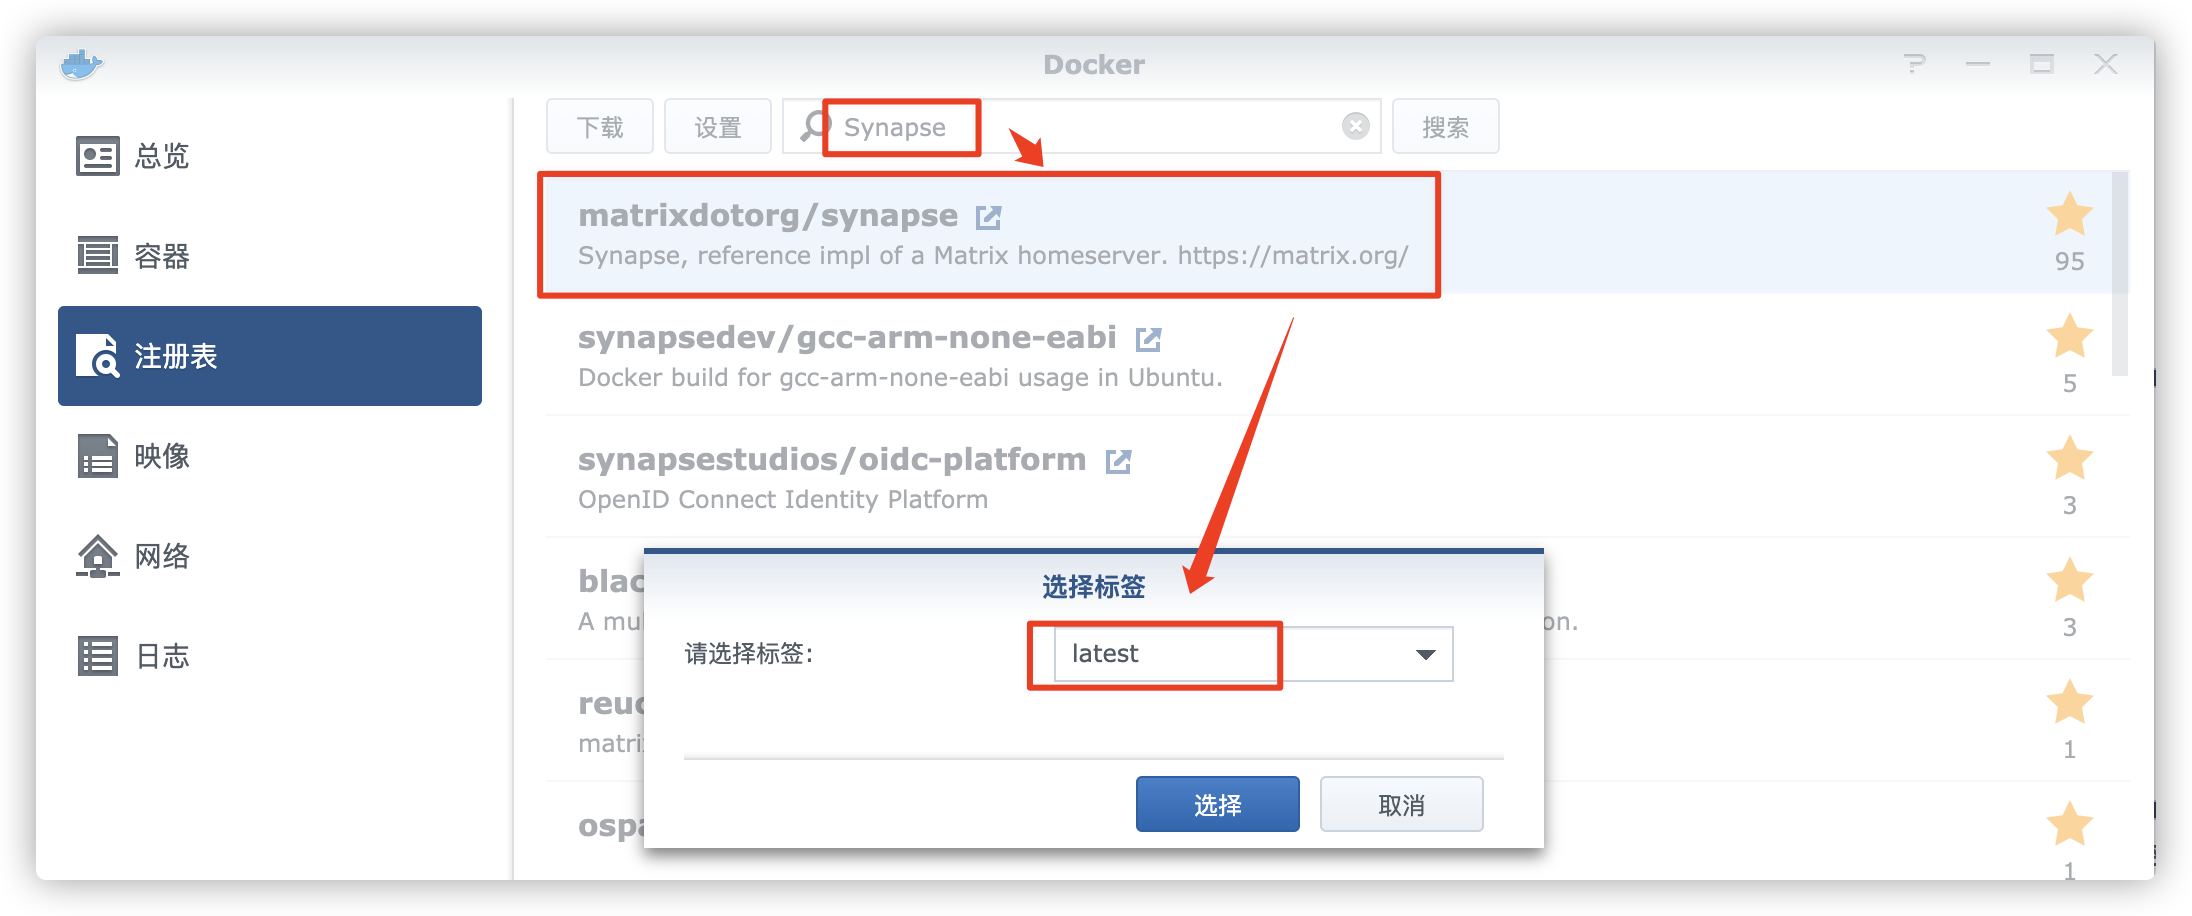 Docker
总览
容器
注册表
映像
网络
日志
下载
设置
Synapse
搜索
matrixdotorg/synapse
Synapse, reference impl of a Matrix homeserver. https://matrix.org/
95
synapsedev/gcc-arm-none-eabi
Docker build for gcc-arm-none-eabi usage in Ubuntu.
5
synapsestudios/oidc-platform
OpenID Connect Identity Platform
3
blac
A mu
on.
3
reuc
matri
1
ospa
1
选择标签
请选择标签:
latest
选择
取消